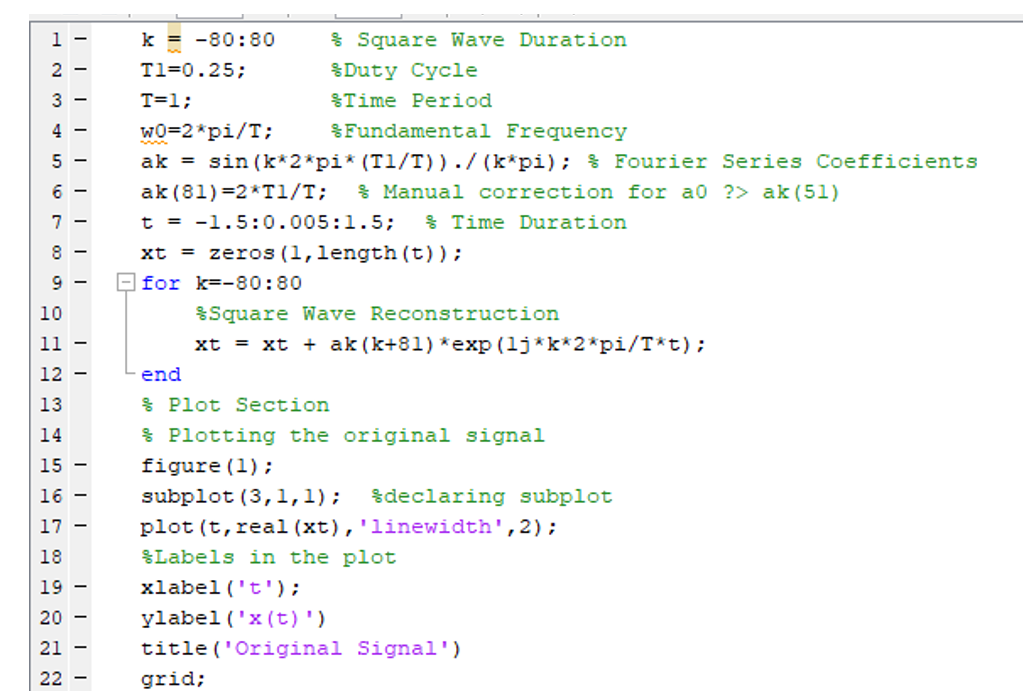 1 - k = -80:80 % Square Wave Duration
2 - T1=0.25; %Duty Cycle
3 - T=1; %Time Period
4 - w0=2*pi/T; %Fundamental Frequency
5 - ak = sin(k*2*pi*(T1/T))./(k*pi); % Fourier Series Coefficients
6 - ak(81)=2*T1/T; % Manual correction for a0 ?> ak(51)
7 - t = -1.5:0.005:1.5; % Time Duration
8 - xt = zeros(1,length(t));
9 - for k=-80:80
10 %Square Wave Reconstruction
11 - xt = xt + ak(k+81)*exp(1j*k*2*pi/T*t);
12 - end
13 % Plot Section
14 % Plotting the original signal
15 - figure(1);
16 - subplot(3,1,1); %declaring subplot
17 - plot(t,real(xt),'linewidth',2);
18 %Labels in the plot
19 - xlabel('t');
20 - ylabel('x(t)')
21 - title('Original Signal')
22 - grid;